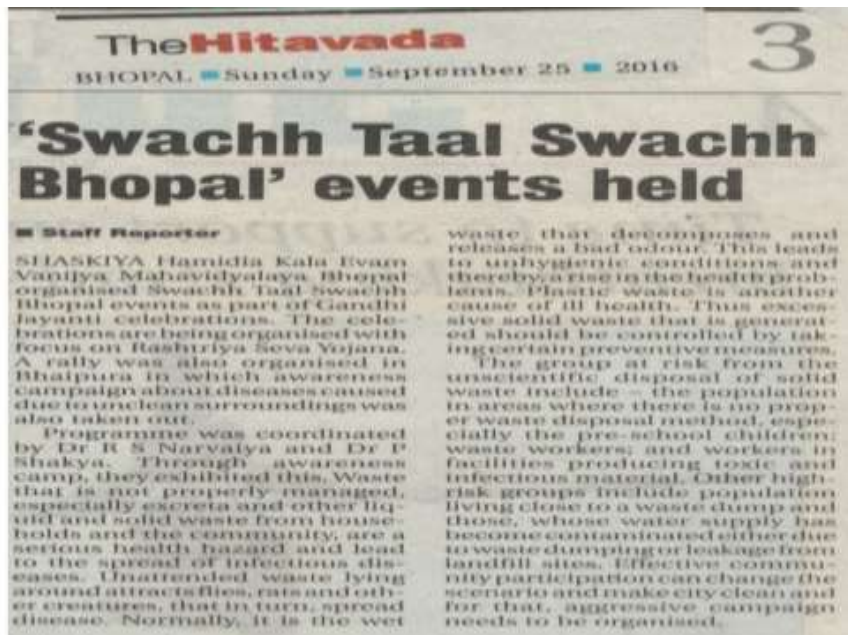 TheHitavada
BHOPAL ■ Sunday ■ September 25 ■ 2016
3
'Swachh Taal Swachh
Bhopal' events held
■ Staff Reporter
SHASKIYA Hamidia Kala Evam
Vanijya Mahavidyalaya Bhopal
organised Swachh Taal Swachh
Bhopal events as part of Gandhi
Jayanti celebrations. The cele-
brations are being organised with
focus on Rashtriya Seva Yojana.
A rally was also organised in
Bhaipura in which awareness
campaign about diseases caused
due to unclean surroundings was
also taken out.
Programme was coordinated
by Dr R S Narvaiya and Dr P
Shakya. Through awareness
camp, they exhibited this. Waste
that is not properly managed,
especially excreta and other liq-
uid and solid waste from house-
holds and the community, are a
serious health hazard and lead
to the spread of infectious dis-
eases. Unattended waste lying
around attracts flies, rats and oth-
er creatures, that in turn, spread
disease. Normally, it is the wet
waste that decomposes and
releases a bad odour. This leads
to unhygienic conditions and
thereby a rise in the health prob-
lems. Plastic waste is another
cause of ill health. Thus exces-
sive solid waste that is generat-
ed should be controlled by tak-
ing certain preventive measures.
The group at risk from the
unscientific disposal of solid
waste include – the population
in areas where there is no prop-
er waste disposal method, espe-
cially the pre-school children;
waste workers; and workers in
facilities producing toxic and
infectious material. Other high-
risk groups include population
living close to a waste dump and
those, whose water supply has
become contaminated either due
to waste dumping or leakage from
landfill sites. Effective commu-
nity participation can change the
scenario and make city clean and
for that, aggressive campaign
needs to be organised.